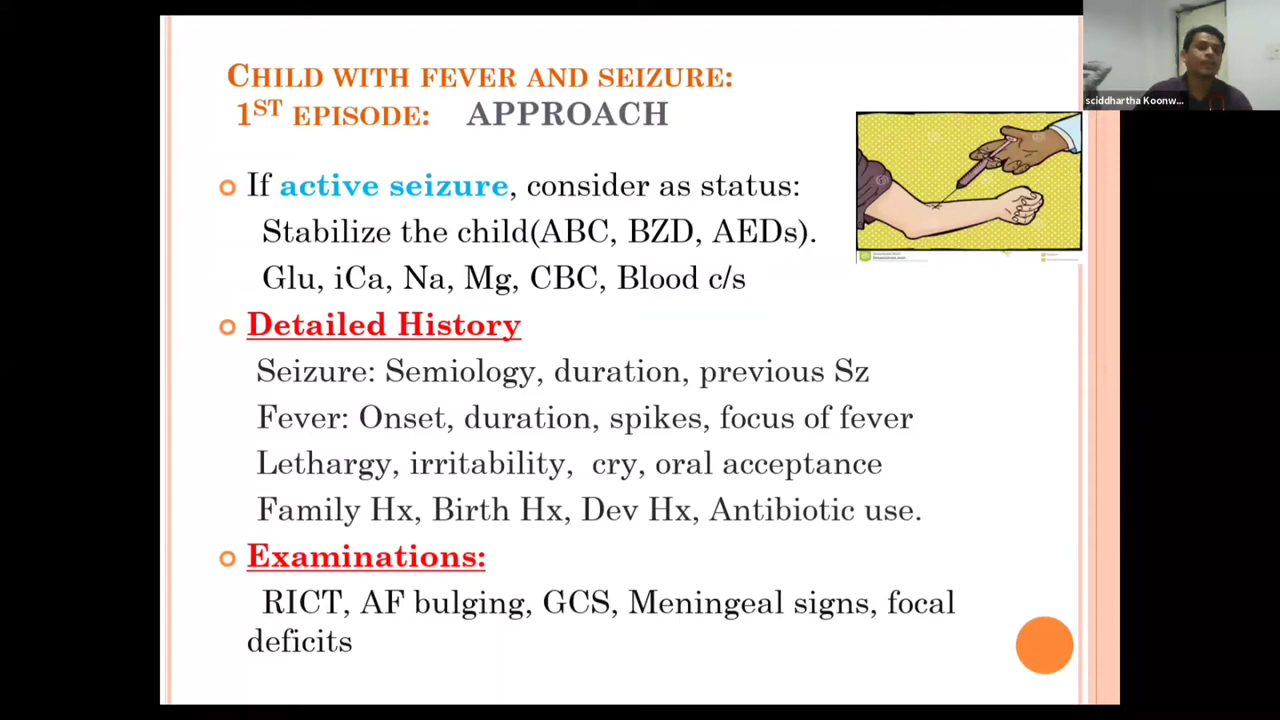 CHILD WITH FEVER AND SEIZURE:
1ST EPISODE: APPROACH
If active seizure, consider as status:
Stabilize the child(ABC, BZD, AEDs).
Glu, iCa, Na, Mg, CBC, Blood c/s
Detailed History
Seizure: Semiology, duration, previous Sz
Fever: Onset, duration, spikes, focus of fever
Lethargy, irritability, cry, oral acceptance
Family Hx, Birth Hx, Dev Hx, Antibiotic use.
Examinations:
RICT, AF bulging, GCS, Meningeal signs, focal
deficits
sciddhartha Koonw...